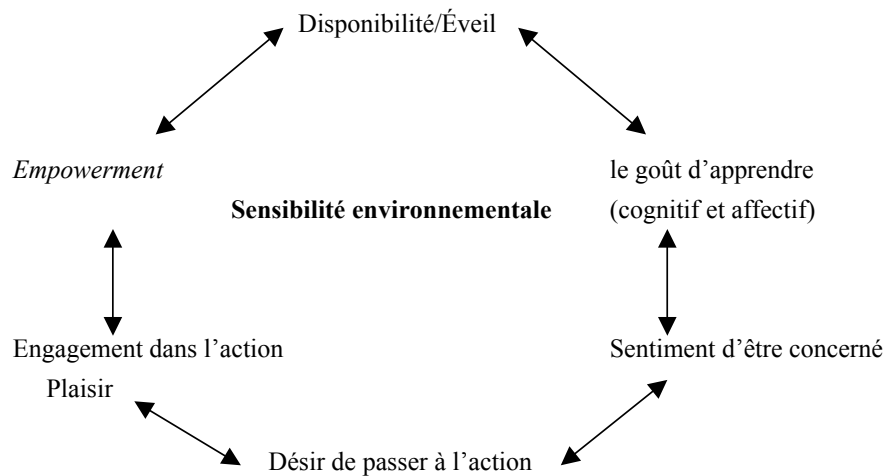 Disponibilité/Éveil
Empowerment
le goût d’apprendre
Sensibilité environnementale
(cognitif et affectif)
Engagement dans l’action
Sentiment d’être concerné
Plaisir
Désir de passer à l’action